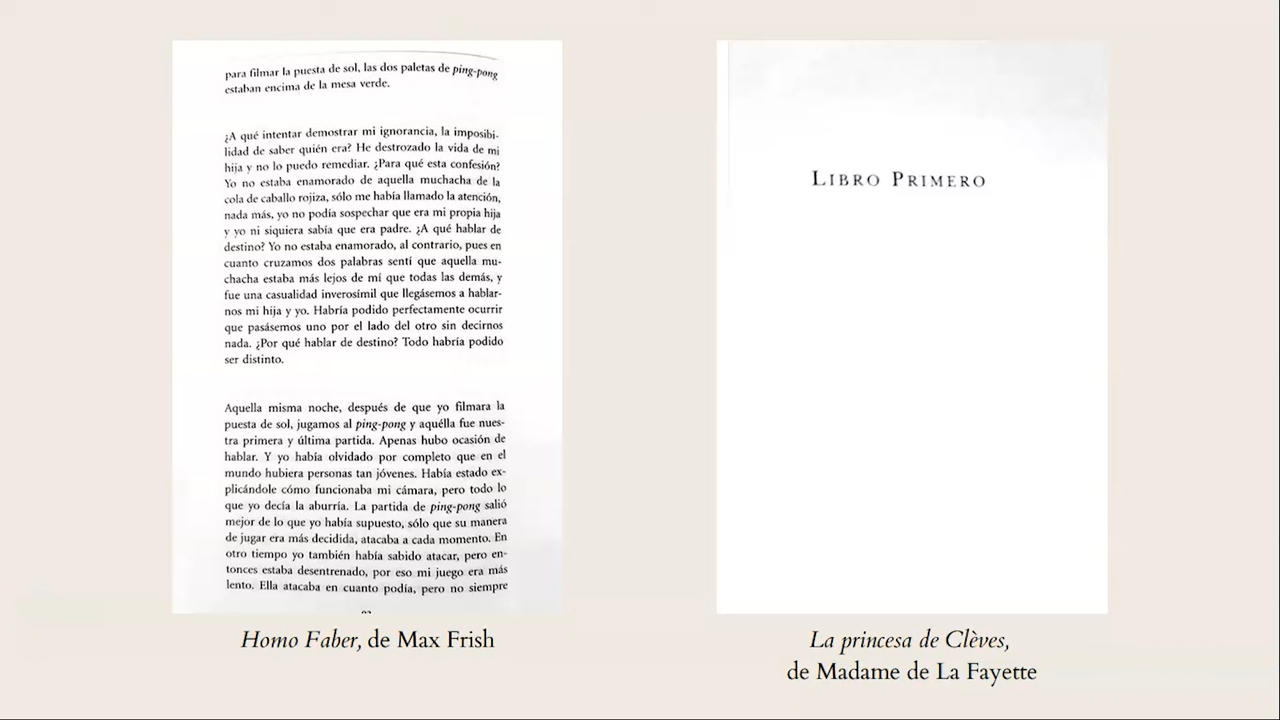 para filmar la puesta de sol, las dos paletas de ping-pong
estaban encima de la mesa verde.
¿A qué intentar demostrar mi ignorancia, la imposibi-
lidad de saber quién era? He destrozado la vida de mi
hija y no lo puedo remediar. ¿Para qué esta confesión?
Yo no estaba enamorado de aquella muchacha de la
cola de caballo rojiza, sólo me había llamado la atención,
nada más, yo no podía sospechar que era mi propia hija
y yo ni siquiera sabía que era padre. ¿A qué hablar de
destino? Yo no estaba enamorado, al contrario, pues en
cuanto cruzamos dos palabras sentí que aquella mu-
chacha estaba más lejos de mí que todas las demás, y
fue una casualidad inverosímil que llegásemos a hablar-
nos mi hija y yo. Habría podido perfectamente ocurrir
que pasásemos uno por el lado del otro sin decirnos
nada. ¿Por qué hablar de destino? Todo habría podido
ser distinto.
Aquella misma noche, después de que yo filmara la
puesta de sol, jugamos al ping-pong y aquélla fue nues-
tra primera y última partida. Apenas hubo ocasión de
hablar. Y yo había olvidado por completo que en el
mundo hubiera personas tan jóvenes. Había estado ex-
plicándole cómo funcionaba mi cámara, pero todo lo
que yo decía la aburría. La partida de ping-pong salió
mejor de lo que yo había supuesto, sólo que su manera
de jugar era más decidida, atacaba a cada momento. En
otro tiempo yo también había sabido atacar, pero en-
tonces estaba desentrenado, por eso mi juego era más
lento. Ella atacaba en cuanto podía, pero no siempre
Homo Faber, de Max Frish
LIBRO PRIMERO
La princesa de Clèves,
de Madame de La Fayette